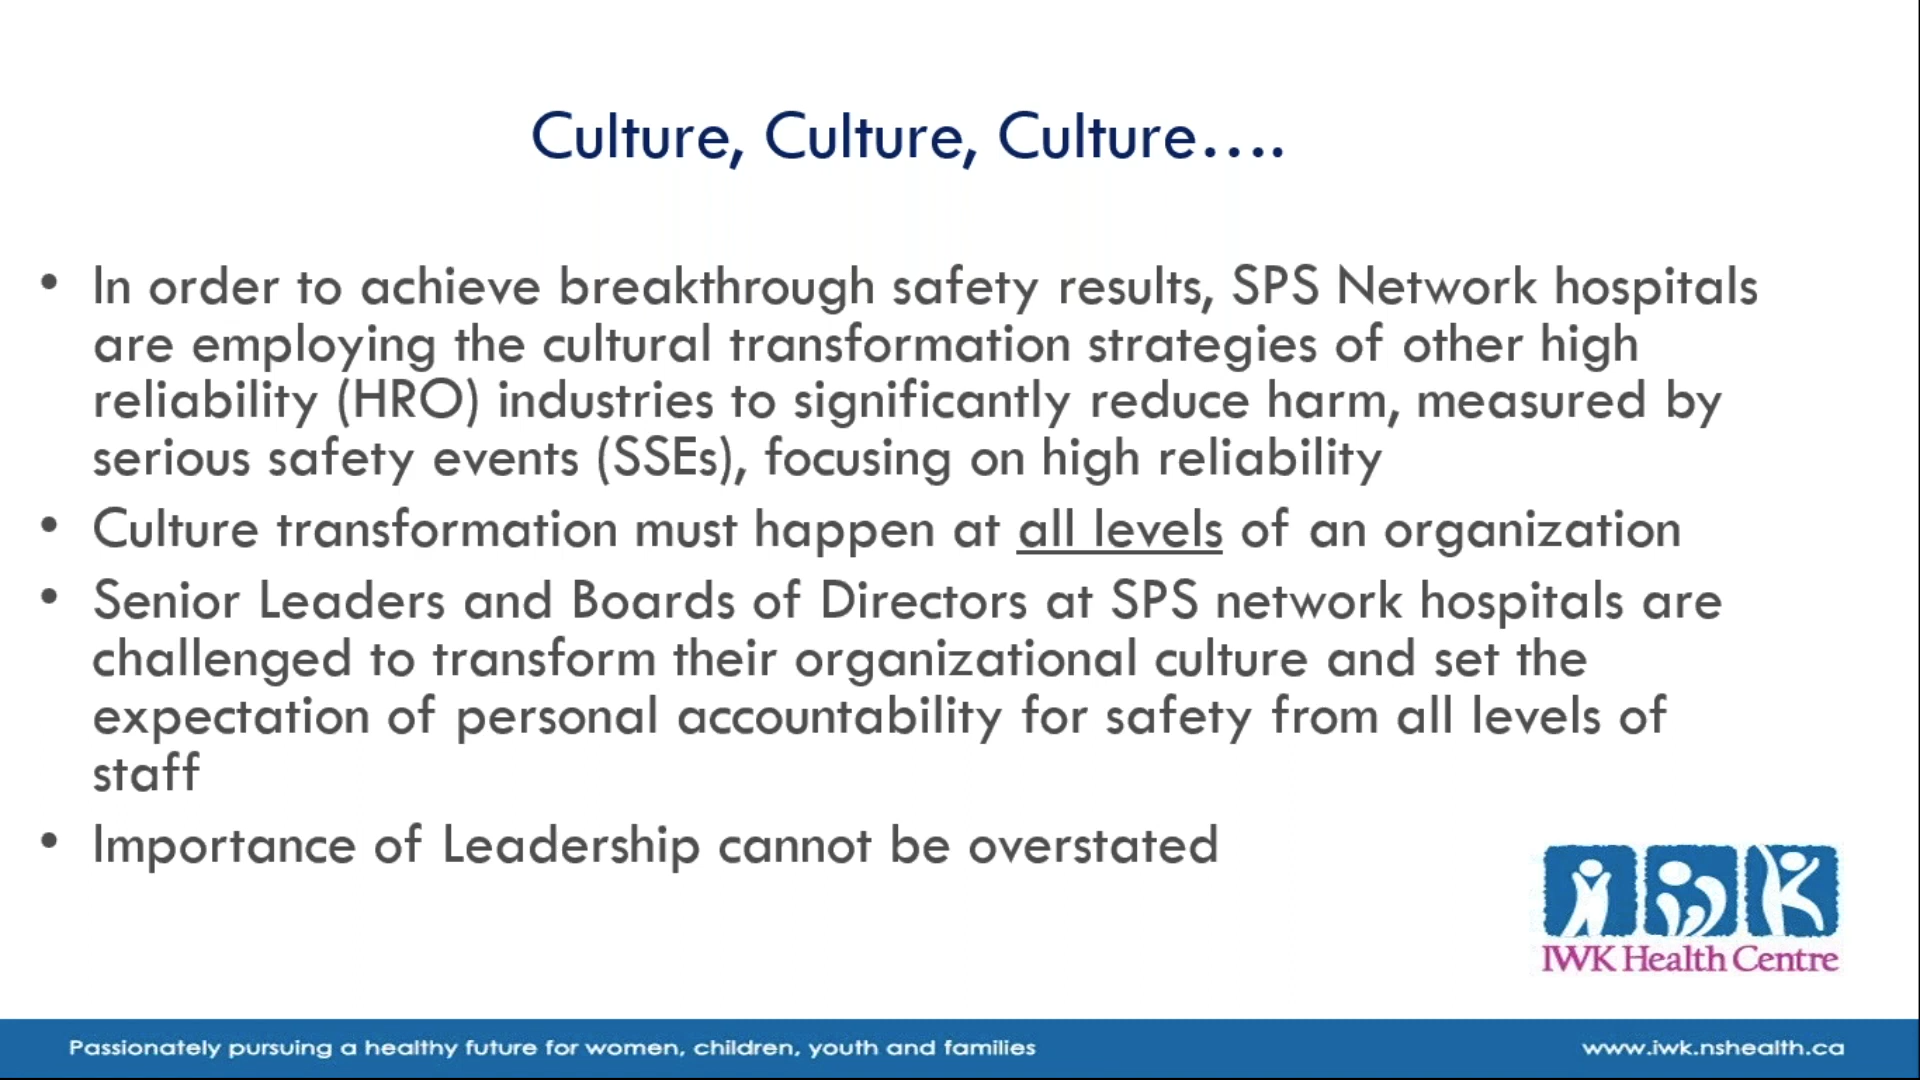 Culture, Culture, Culture....
• In order to achieve breakthrough safety results, SPS Network hospitals
are employing the cultural transformation strategies of other high
reliability (HRO) industries to significantly reduce harm, measured by
serious safety events (SSEs), focusing on high reliability
• Culture transformation must happen at all levels of an organization
• Senior Leaders and Boards of Directors at SPS network hospitals are
challenged to transform their organizational culture and set the
expectation of personal accountability for safety from all levels of
staff
• Importance of Leadership cannot be overstated
iwk
IWK Health Centre
Passionately pursuing a healthy future for women, children, youth and families
www.iwk.nshealth.ca